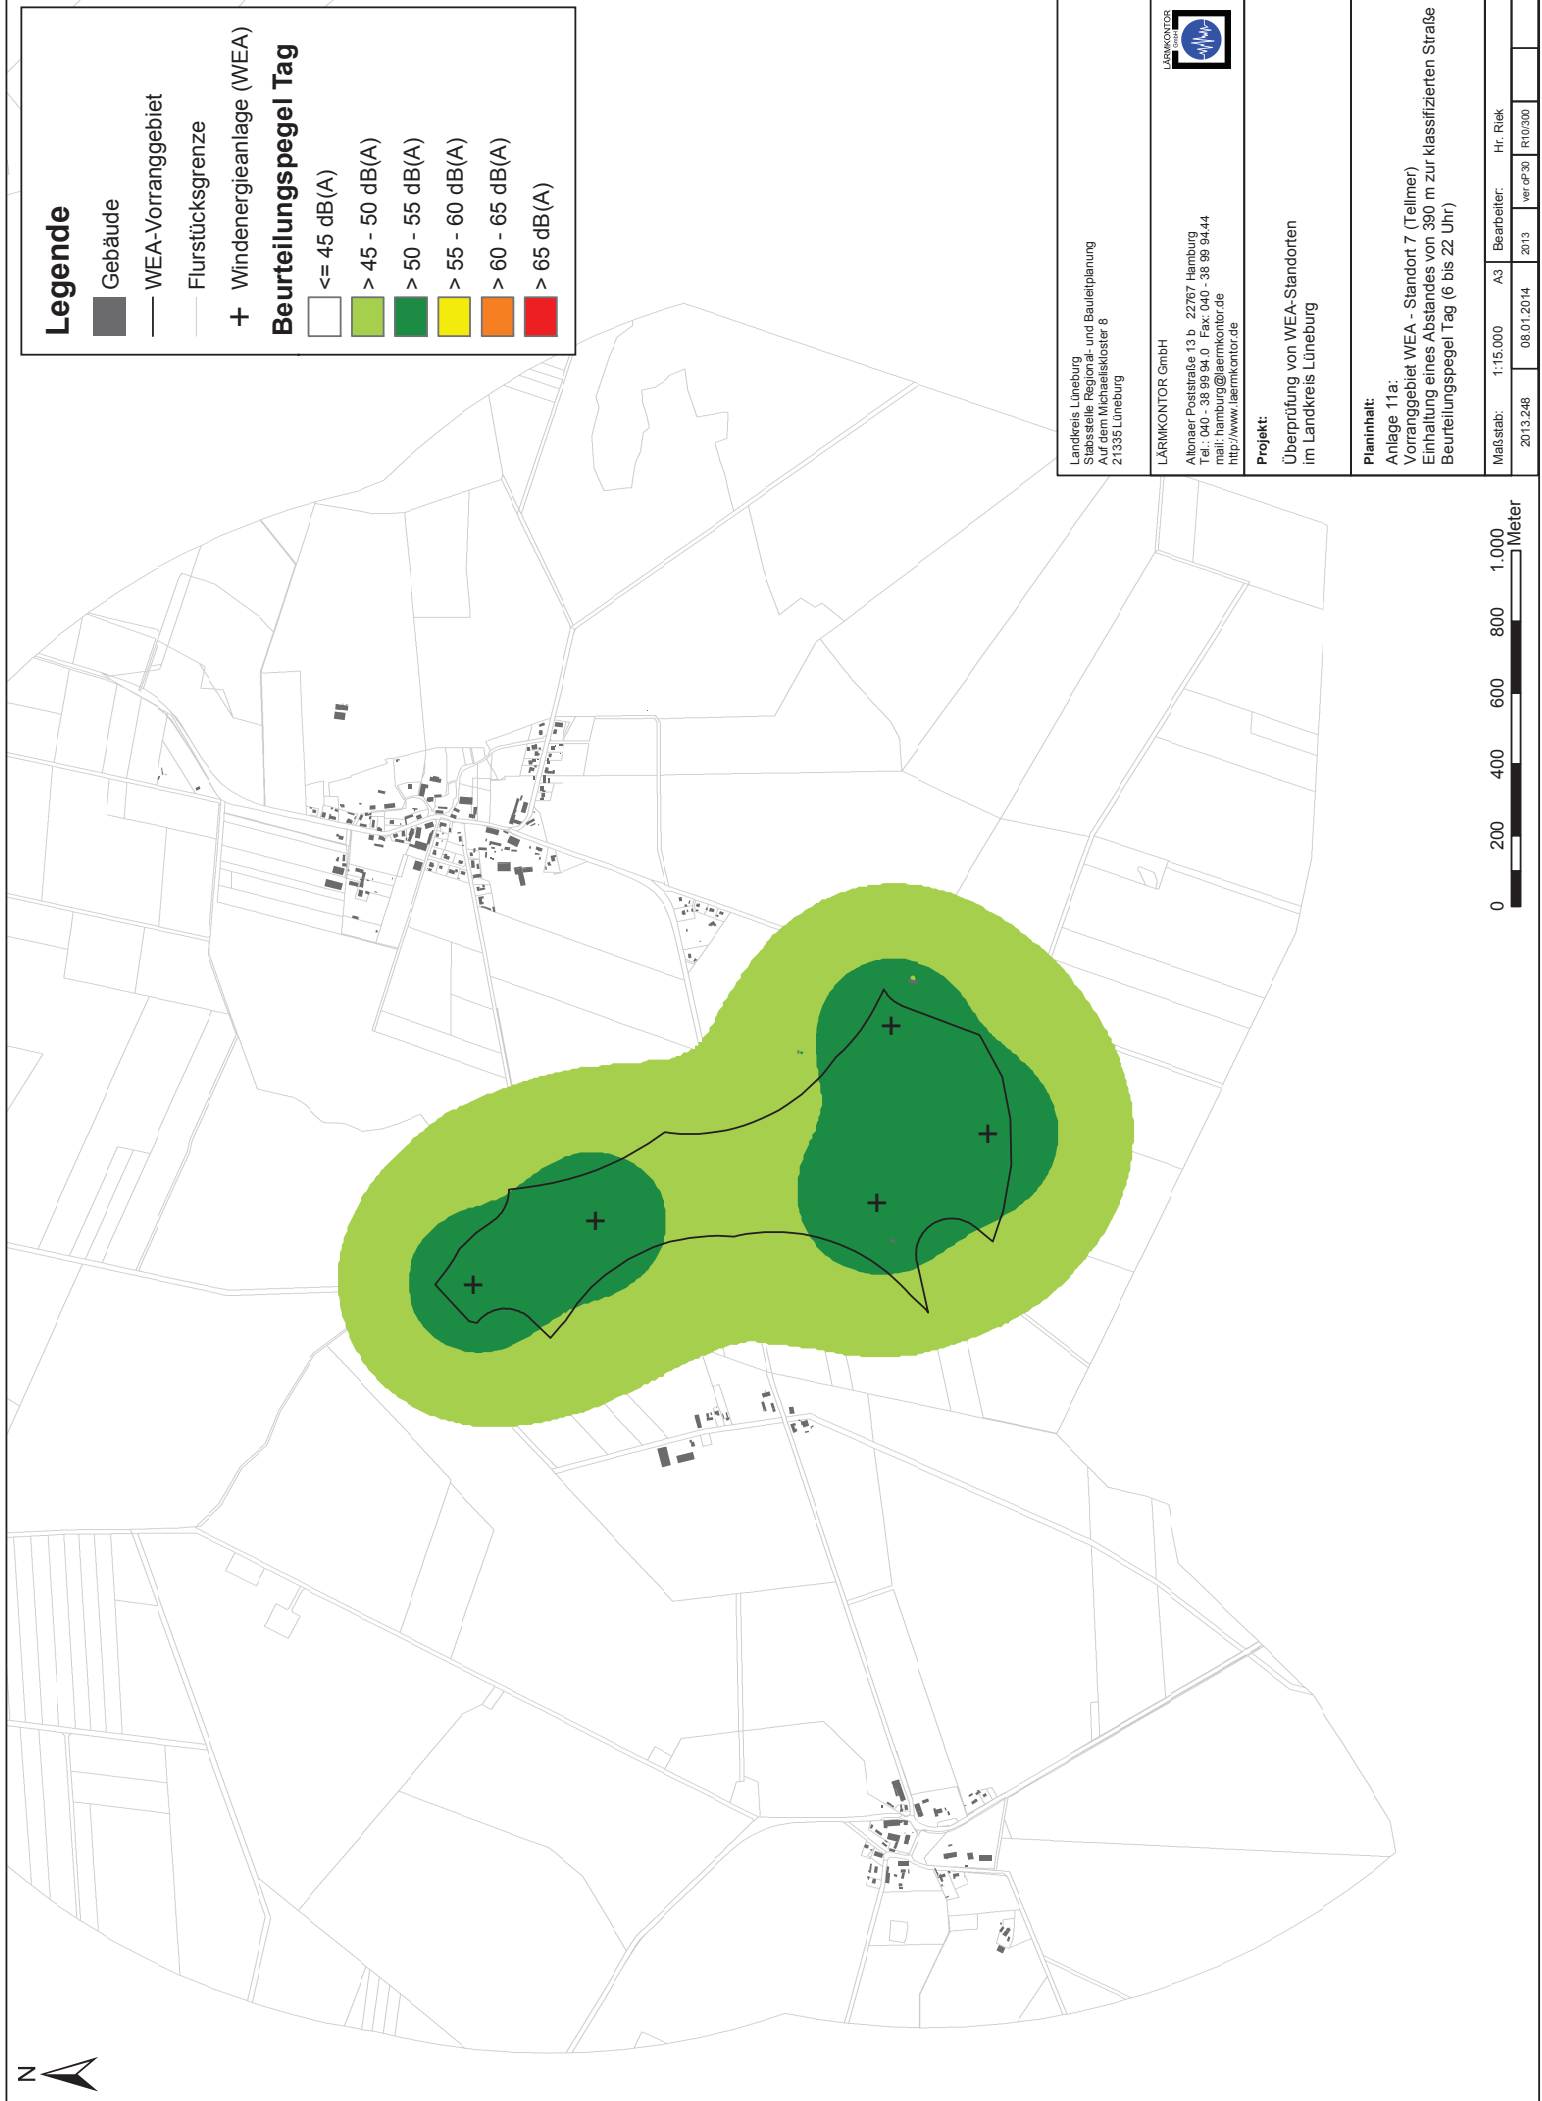 N
Legende
Gebäude
WEA-Vorranggebiet
Flurstücksgrenze
Windenergieanlage (WEA)
Beurteilungspegel Tag
<= 45 dB(A)
> 45 - 50 dB(A)
> 50 - 55 dB(A)
> 55 - 60 dB(A)
> 60 - 65 dB(A)
> 65 dB(A)
Landkreis Lüneburg
Stabsstelle Regional- und Bauleitplanung
Auf dem Michaeliskloster 8
21335 Lüneburg
LÄRMKONTOR GmbH
Altonaer Poststraße 13 b 22767 Hamburg
Tel.: 040 - 38 99 94.0 Fax: 040 - 38 99 94.44
mail: hamburg@laermkontor.de
http://www.laermkontor.de
LÄRMKONTOR
GmbH
Projekt:
Überprüfung von WEA-Standorten
im Landkreis Lüneburg
Planinhalt:
Anlage 11a:
Vorranggebiet WEA - Standort 7 (Tellmer)
Einhaltung eines Abstandes von 390 m zur klassifizierten Straße
Beurteilungspegel Tag (6 bis 22 Uhr)
Maßstab: 1:15.000 A3 Bearbeiter: Hr. Riek
2013.248 08.01.2014 2013 ver oP30 R10/300
0 200 400 600 800 1.000
Meter